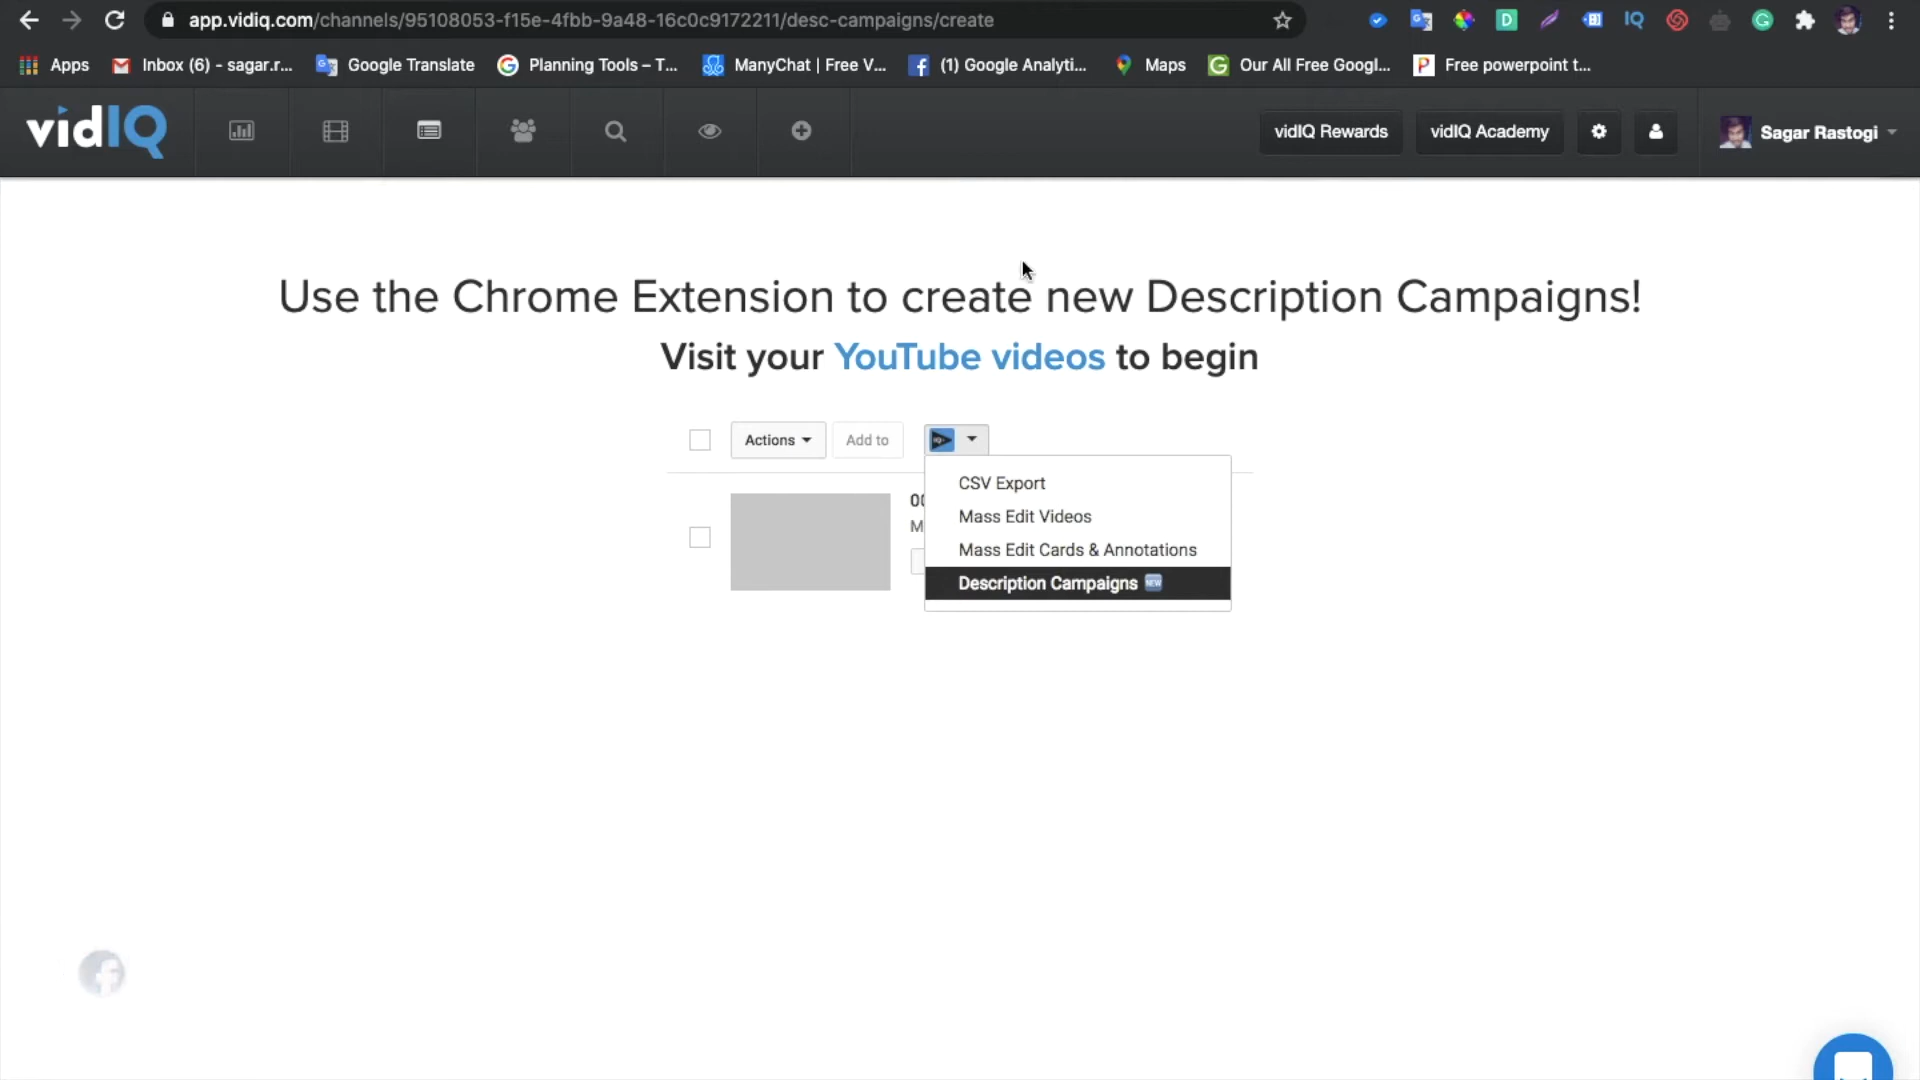 app.vidiq.com/channels/95108053-f15e-4fbb-9a48-16c0c9172211/desc-campaigns/create
Apps Inbox (6) - sagar.r... Google Translate Planning Tools – T... ManyChat | Free V... (1) Google Analyti... Maps Our All Free Googl... Free powerpoint t...
vidIQ vidIQ Rewards vidIQ Academy Sagar Rastogi
Use the Chrome Extension to create new Description Campaigns!
Visit your YouTube videos to begin
Actions Add to
CSV Export
Mass Edit Videos
Mass Edit Cards & Annotations
Description Campaigns NEW